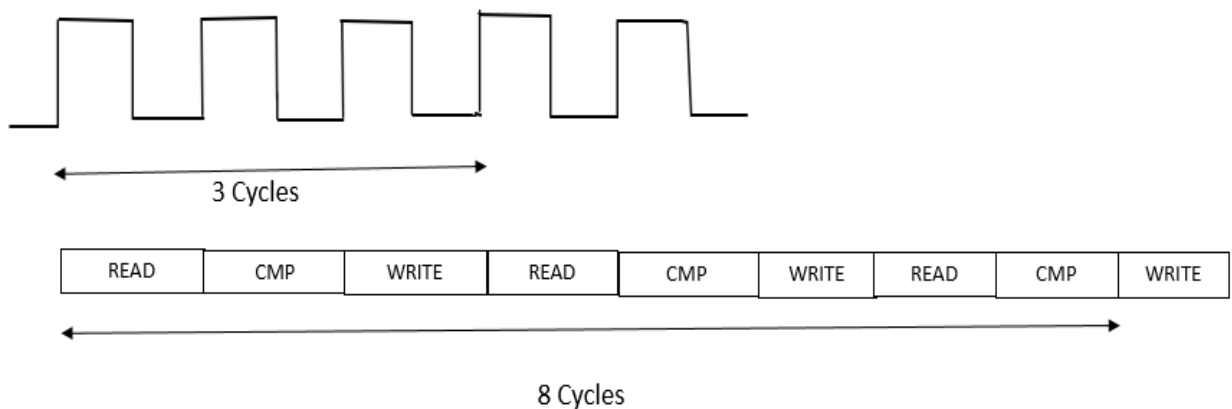 3 Cycles
READ CMP WRITE READ CMP WRITE READ CMP WRITE
8 Cycles